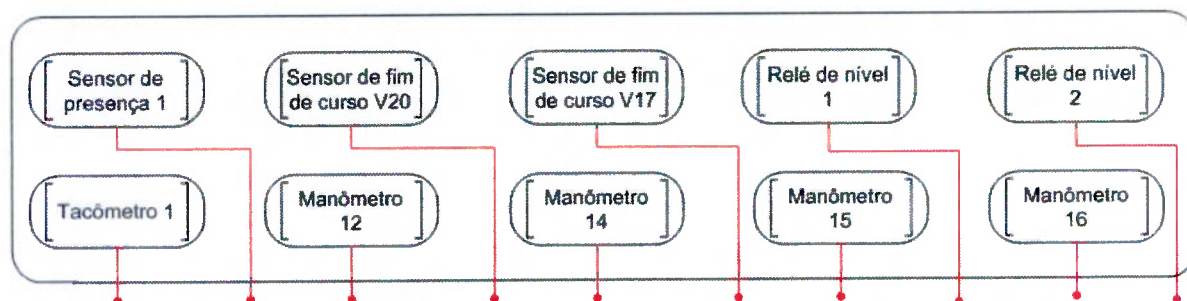 Sensor de
presença 1
Sensor de fim
de curso V20
Sensor de fim
de curso V17
Relé de nível
1
Relé de nível
2
Tacômetro 1
Manômetro
12
Manômetro
14
Manômetro
15
Manômetro
16